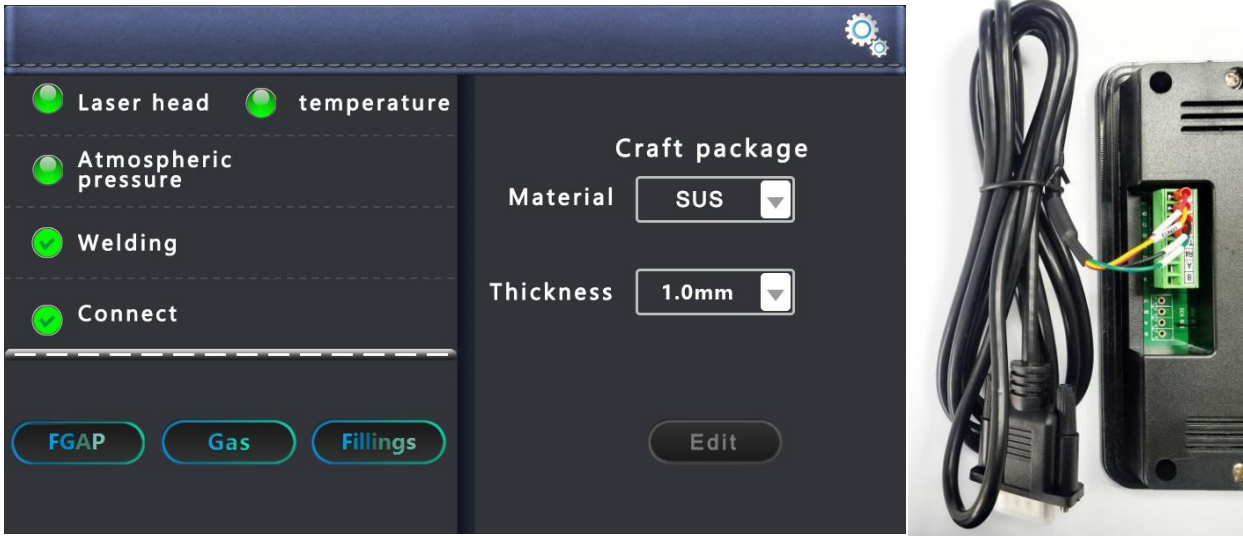 Laser head
temperature
Atmospheric
pressure
Welding
Connect
FGAP
Gas
Fillings
Craft package
Material
SUS
Thickness
1.0mm
Edit